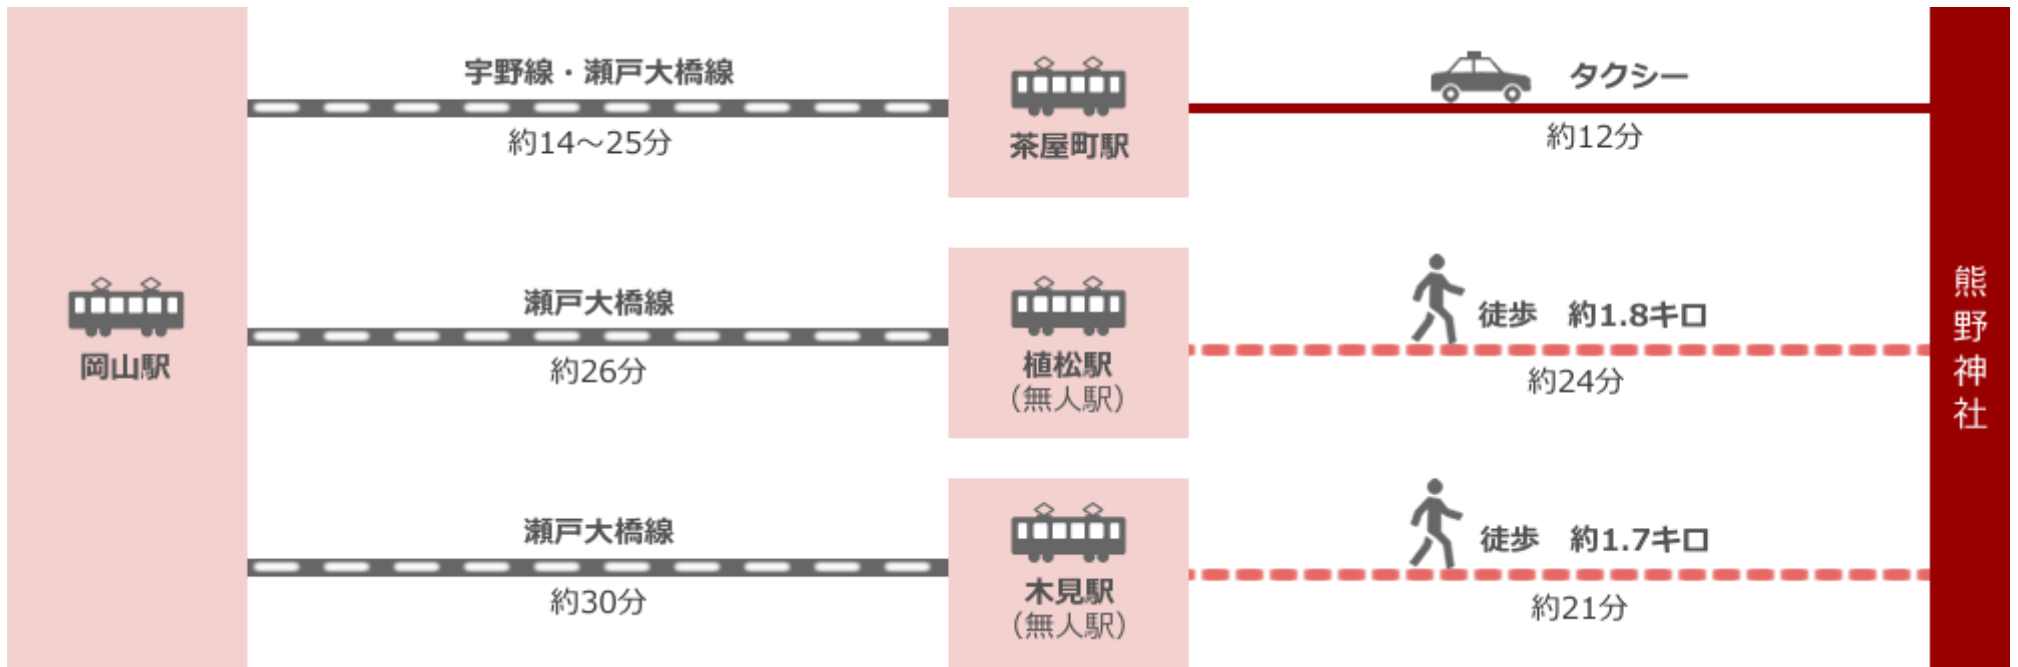 岡山駅
宇野線・瀬戸大橋線
約14～25分
茶屋町駅
タクシー
約12分
瀬戸大橋線
約26分
植松駅
（無人駅）
徒歩　約1.8キロ
約24分
瀬戸大橋線
約30分
木見駅
（無人駅）
徒歩　約1.7キロ
約21分
熊野神社